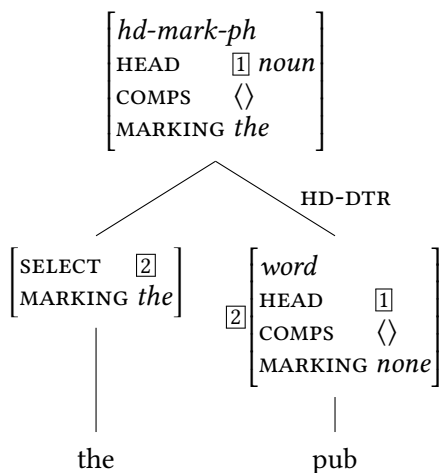 hd-mark-ph
HEAD 1 noun
COMPS ⟨⟩
MARKING the
HD-DTR
SELECT 2
MARKING the
2
word
HEAD 1
COMPS ⟨⟩
MARKING none
the pub